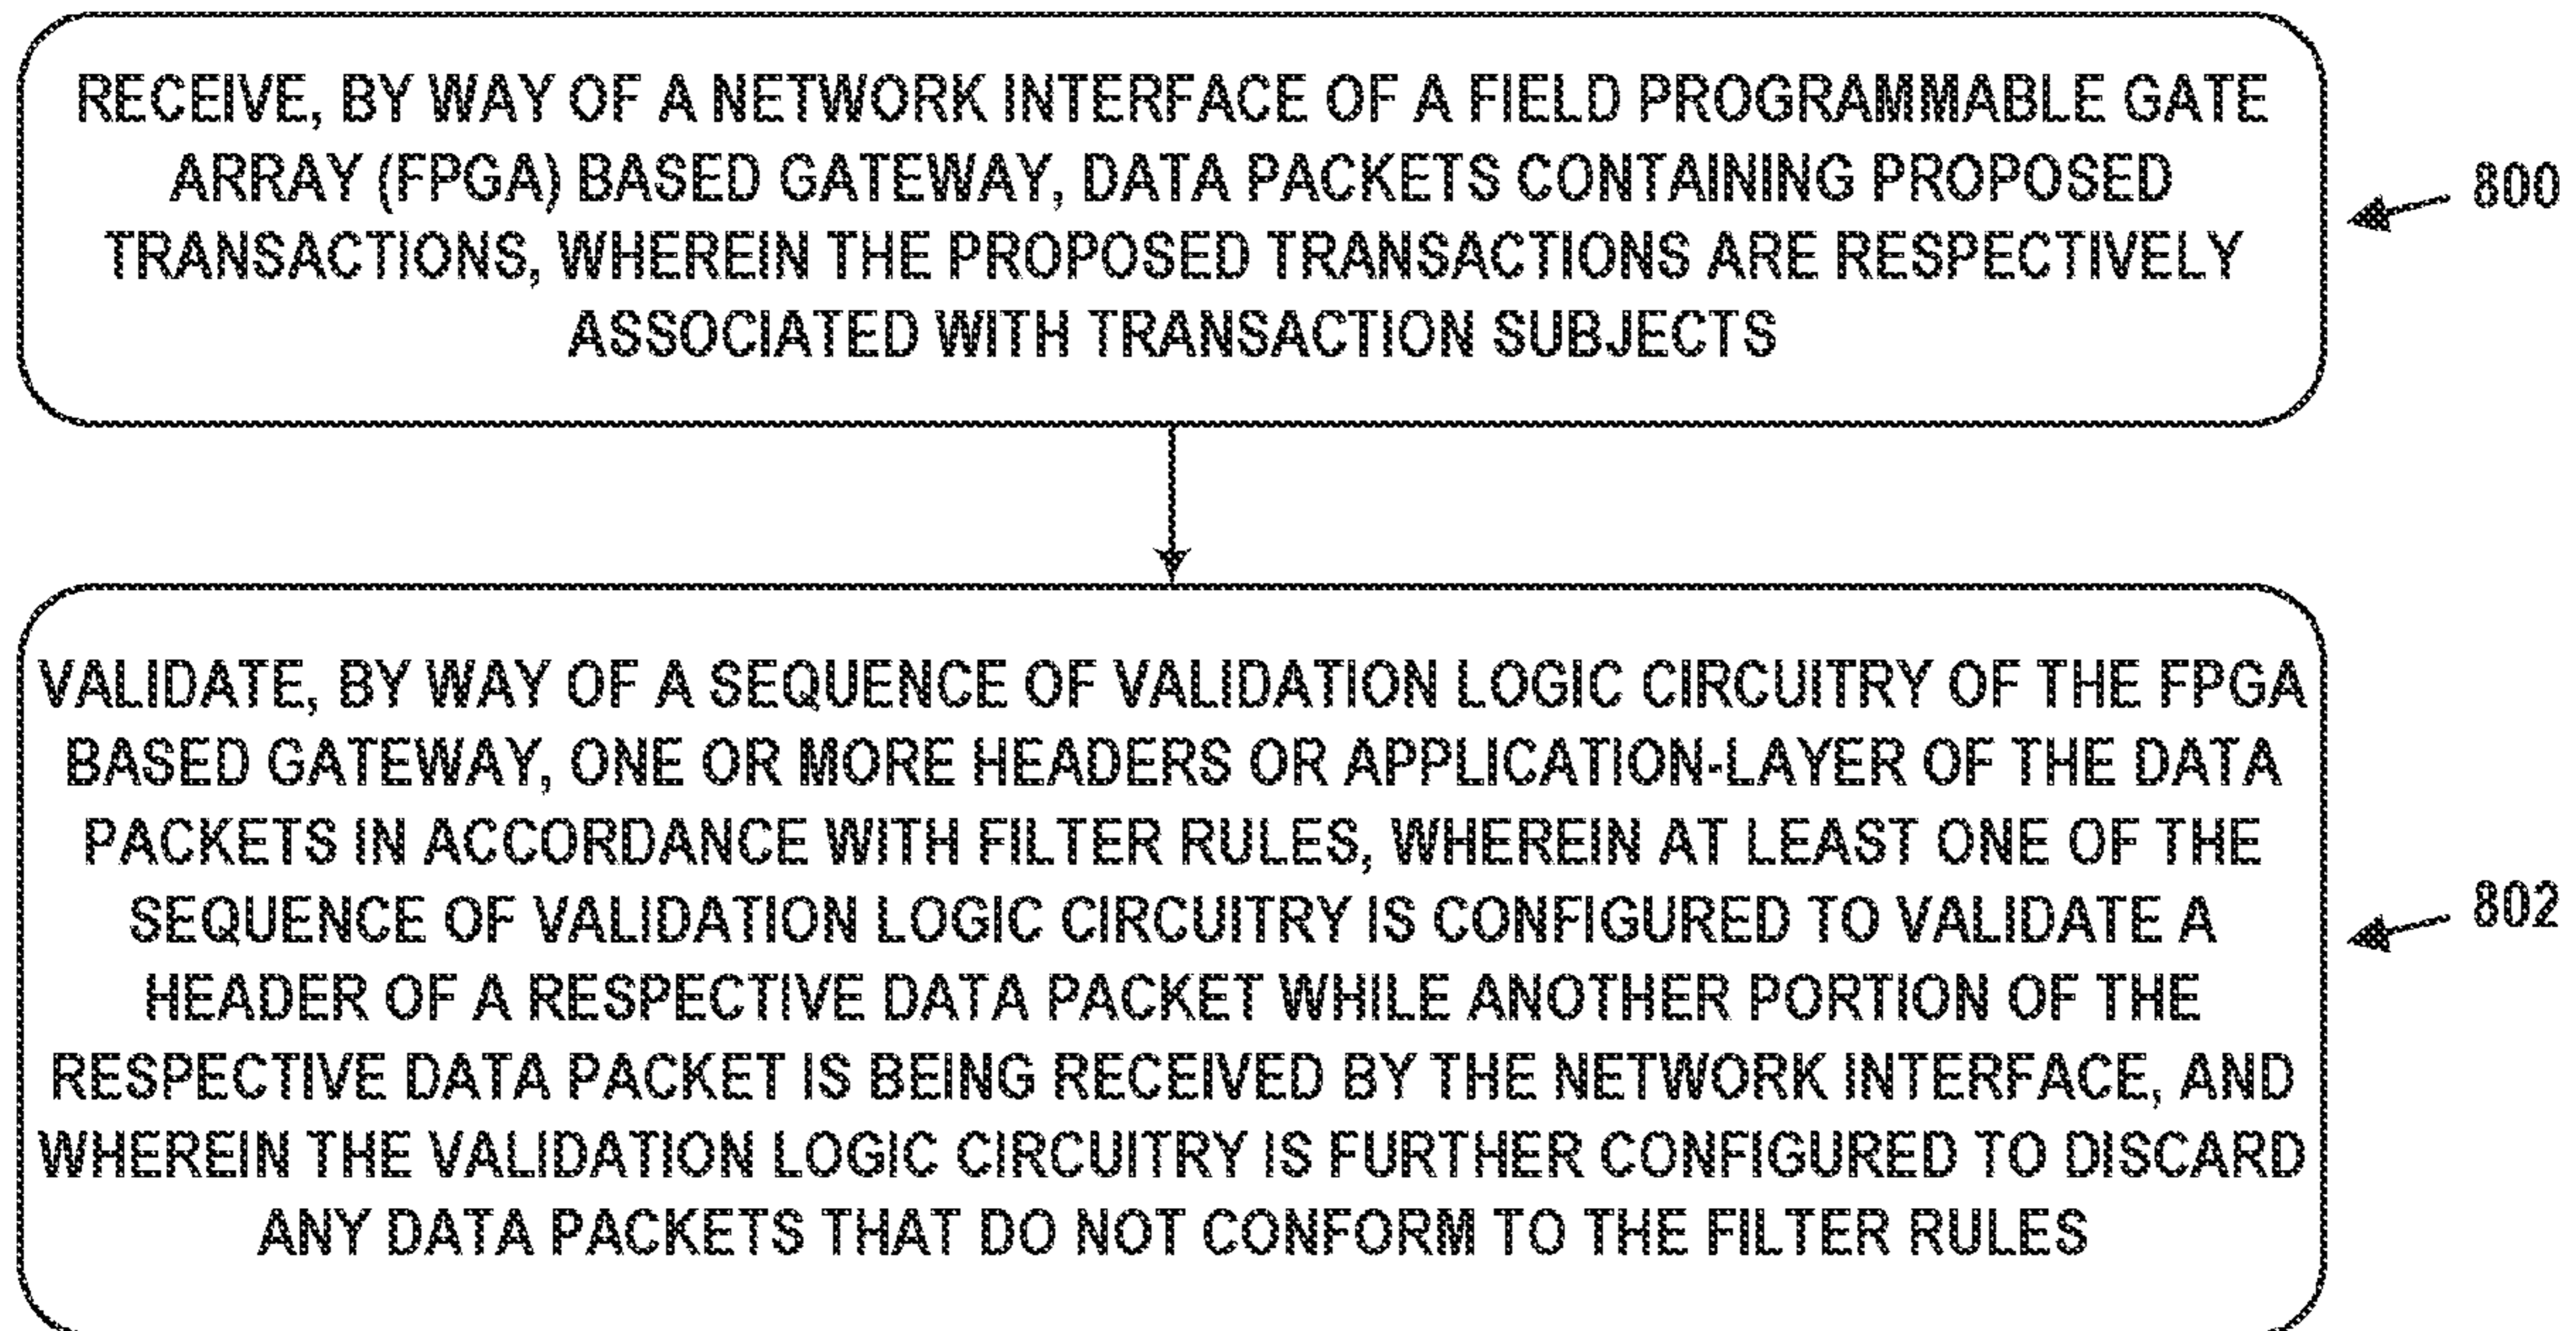 RECEIVE, BY WAY OF A NETWORK INTERFACE OF A FIELD PROGRAMMABLE GATE
ARRAY (FPGA) BASED GATEWAY, DATA PACKETS CONTAINING PROPOSED
TRANSACTIONS, WHEREIN THE PROPOSED TRANSACTIONS ARE RESPECTIVELY
ASSOCIATED WITH TRANSACTION SUBJECTS
800
VALIDATE, BY WAY OF A SEQUENCE OF VALIDATION LOGIC CIRCUITRY OF THE FPGA
BASED GATEWAY, ONE OR MORE HEADERS OR APPLICATION-LAYER OF THE DATA
PACKETS IN ACCORDANCE WITH FILTER RULES, WHEREIN AT LEAST ONE OF THE
SEQUENCE OF VALIDATION LOGIC CIRCUITRY IS CONFIGURED TO VALIDATE A
HEADER OF A RESPECTIVE DATA PACKET WHILE ANOTHER PORTION OF THE
RESPECTIVE DATA PACKET IS BEING RECEIVED BY THE NETWORK INTERFACE, AND
WHEREIN THE VALIDATION LOGIC CIRCUITRY IS FURTHER CONFIGURED TO DISCARD
ANY DATA PACKETS THAT DO NOT CONFORM TO THE FILTER RULES
802